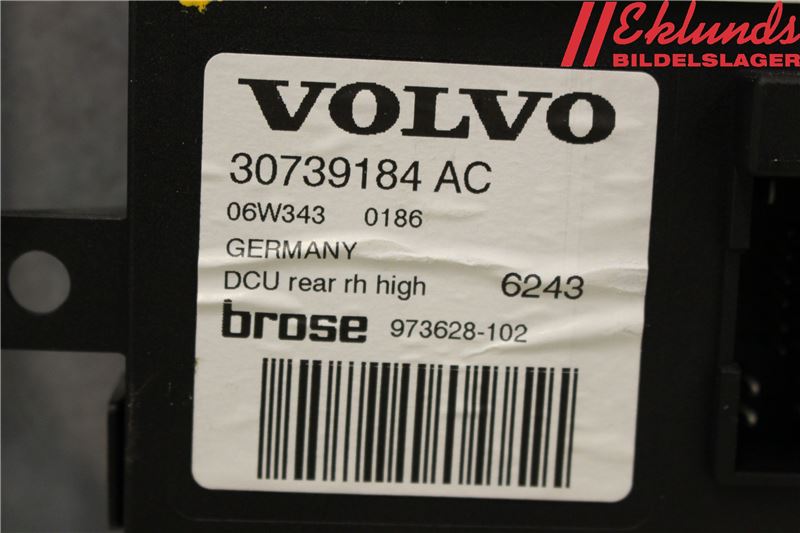 //Eklunds
BILDELSLAGER
VOLVO
30739184 AC
06W343 0186
GERMANY
DCU rear rh high 6243
brose 973628-102